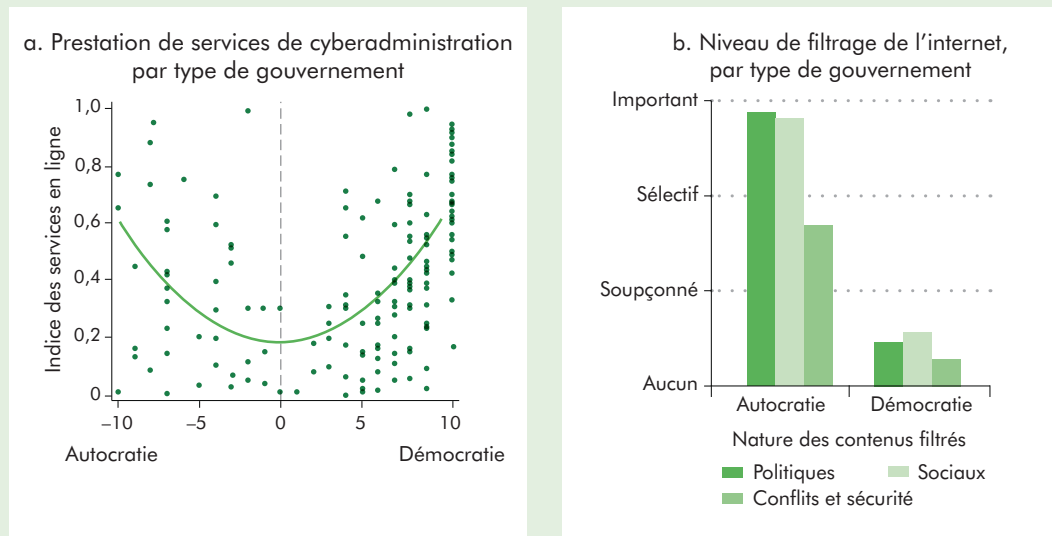 a. Prestation de services de cyberadministration
par type de gouvernement
Indice des services en ligne
1,0
0,8
0,6
0,4
0,2
0
–10
–5
0
5
10
Autocratie
Démocratie
b. Niveau de filtrage de l’internet,
par type de gouvernement
Important
Sélectif
Soupçonné
Aucun
Autocratie
Démocratie
Nature des contenus filtrés
Politiques
Sociaux
Conflits et sécurité